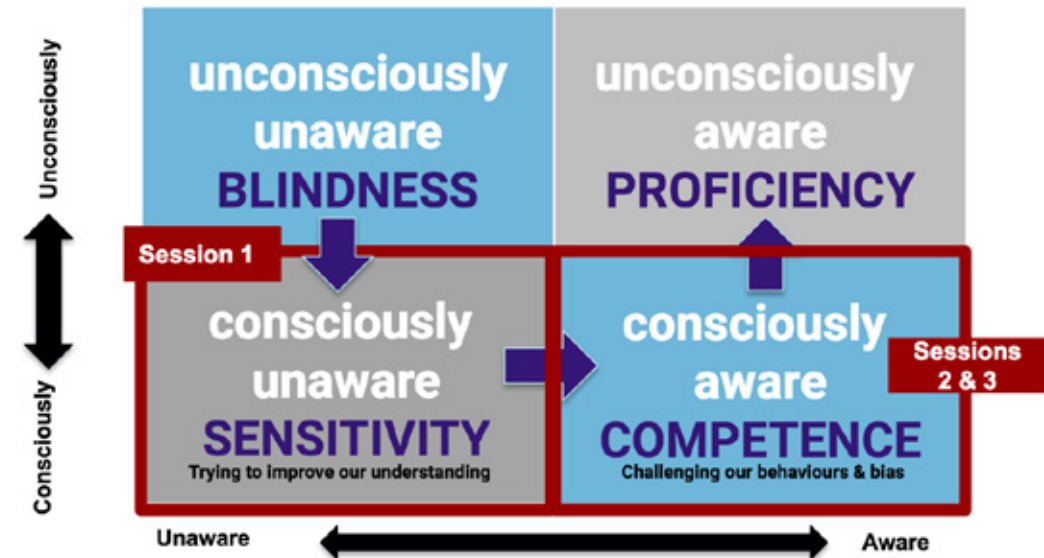 Unconsciously
unconsciously
unaware
BLINDNESS
unconsciously
aware
PROFICIENCY
Session 1
Consciously
consciously
unaware
SENSITIVITY
Trying to improve our understanding
consciously
aware
COMPETENCE
Challenging our behaviours & bias
Sessions
2 & 3
Unaware
Aware